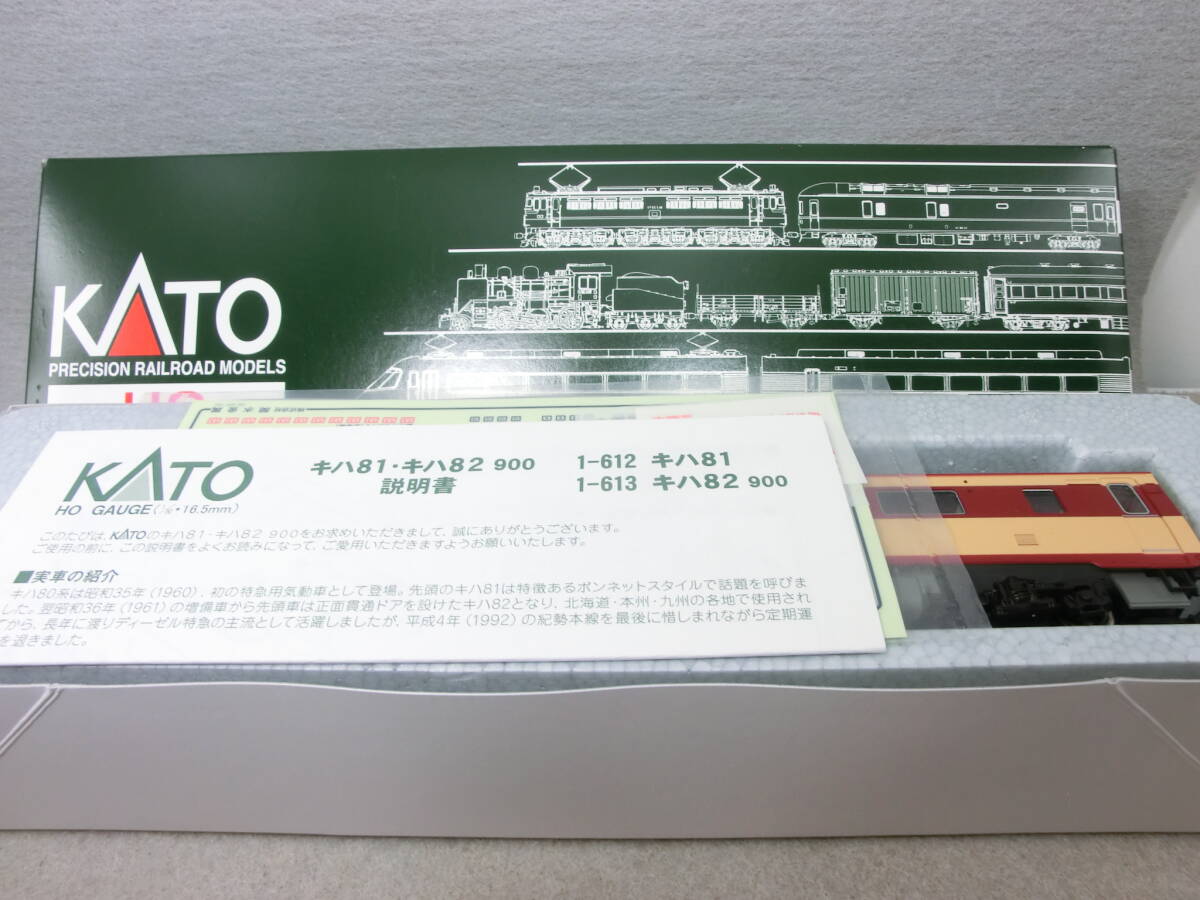 KATO
PRECISION RAILROAD MODELS
HO
株式会社 関水金属
KATO
HO GAUGE(1/80・16.5mm)
キハ81・キハ82 900
説明書
1-612 キハ81
1-613 キハ82 900
このたびは、KATOのキハ81・キハ82 900をお求めいただきまして、誠にありがとうございます。
ご使用の前に、この説明書をよくお読みになって、ご愛用いただきますようお願いいたします。
■実車の紹介
キハ80系は昭和35年(1960)、初の特急用気動車として登場。先頭のキハ81は特徴あるボンネットスタイルで話題を呼びま
した。翌昭和36年(1961)の増備車から先頭車は正面貫通ドアを設けたキハ82となり、北海道・本州・九州の各地で使用され
てから、長年に渡りディーゼル特急の主流として活躍しましたが、平成4年(1992)の紀勢本線を最後に惜しまれながら定期運
を退きました。